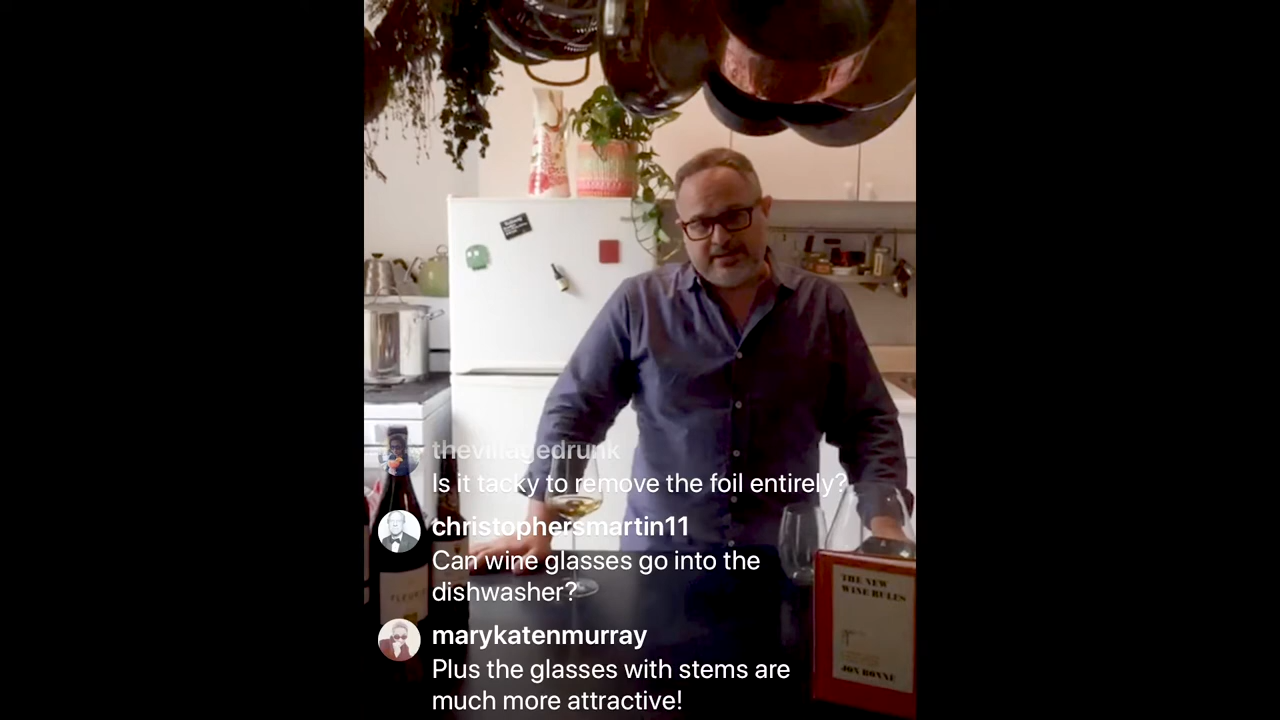 thevillagedrunk
Is it tacky to remove the foil entirely?
christophersmartin11
Can wine glasses go into the
dishwasher?
marykatenmurray
Plus the glasses with stems are
much more attractive!
THE NEW
WINE RULES
JON BONNÉ